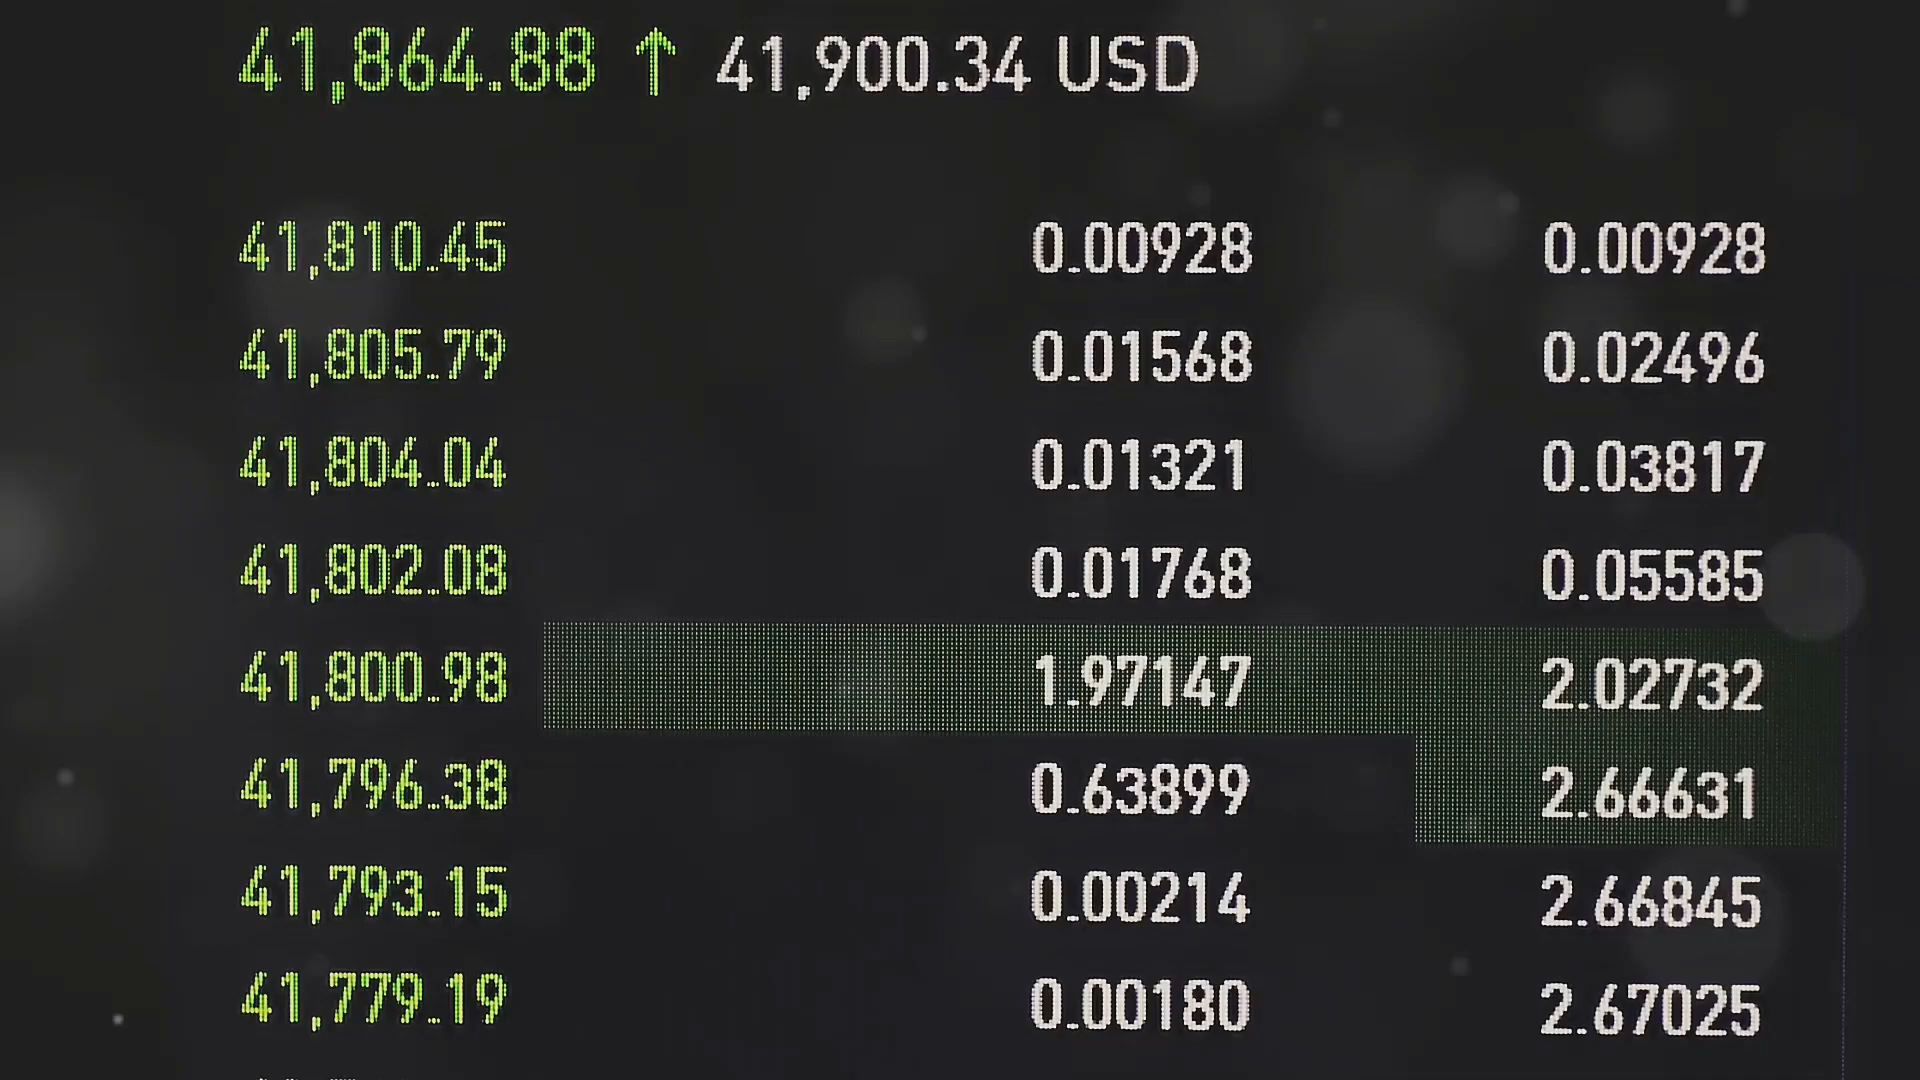 41,864.88 ↑ 41,900.34 USD
41,810.45 0.00928 0.00928
41,805.79 0.01568 0.02496
41,804.04 0.01321 0.03817
41,802.08 0.01768 0.05585
41,800.98 1.97147 2.02732
41,796.38 0.63899 2.66631
41,793.15 0.00214 2.66845
41,779.19 0.00180 2.67025